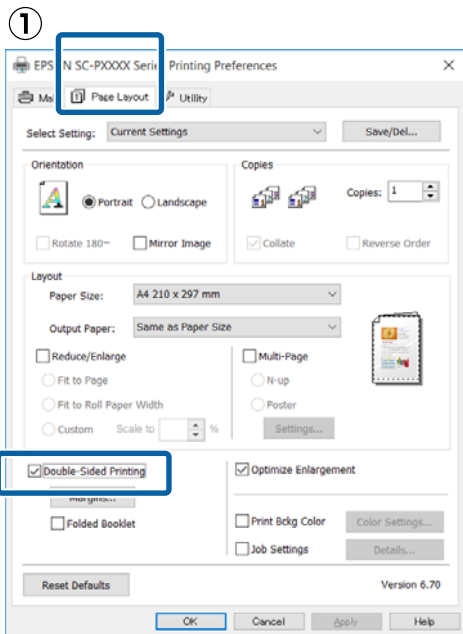 ①
EPS N SC-PXXXX Serie Printing Preferences
Ma Page Layout Utility
Select Setting: Current Settings Save/Del...
Orientation Copies
Portrait Landscape Copies: 1
Rotate 180° Mirror Image Collate Reverse Order
Layout
Paper Size: A4 210 x 297 mm
Output Paper: Same as Paper Size
Reduce/Enlarge Multi-Page
Fit to Page N-up
Fit to Roll Paper Width Poster
Custom Scale to % Settings...
Double-Sided Printing Optimize Enlargement
Margins...
Folded Booklet Print Bckg Color Color Settings...
Job Settings Details...
Reset Defaults Version 6.70
OK Cancel Apply Help